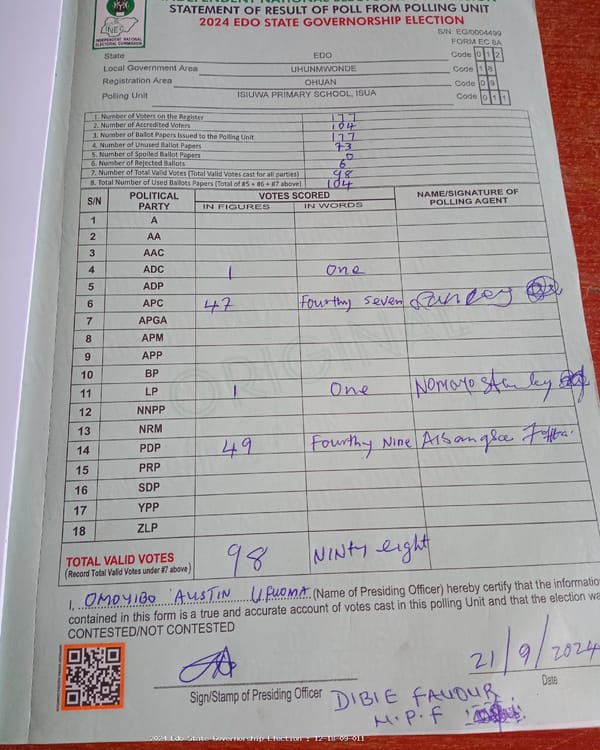 STATEMENT OF RESULT OF POLL FROM POLLING UNIT
2024 EDO STATE GOVERNORSHIP ELECTION
S/N: EG/0004499
INEC
INDEPENDENT NATIONAL
ELECTORAL COMMISSION
FORM EC 8A
State EDO Code 0 1 2
Local Government Area UHUNMWONDE Code 1 8
Registration Area OHUAN Code 0 9
Polling Unit ISIUWA PRIMARY SCHOOL, ISUA Code 0 1 1
1. Number of Voters on the Register 177
2. Number of Accredited Voters 104
3. Number of Ballot Papers Issued to the Polling Unit 177
4. Number of Unused Ballot Papers 73
5. Number of Spoiled Ballot Papers 0
6. Number of Rejected Ballots 6
7. Number of Total Valid Votes (Total Valid Votes cast for all parties) 98
8. Total Number of Used Ballots Papers (Total of #5 + #6 + #7 above) 104
S/N POLITICAL PARTY VOTES SCORED NAME/SIGNATURE OF POLLING AGENT
IN FIGURES IN WORDS
1 A
2 AA
3 AAC
4 ADC 1 One
5 ADP
6 APC 47 Fourthy Seven Sunday
7 APGA
8 APM
9 APP
10 BP
11 LP 1 One NOMAYO Stanley
12 NNPP
13 NRM
14 PDP 49 Fourthy Nine
15 PRP
16 SDP
17 YPP
18 ZLP
ORIGINAL
TOTAL VALID VOTES 98 NINty eight
(Record Total Valid Votes under #7 above)
I, OMOYIBO AUSTIN UFUOMA (Name of Presiding Officer) hereby certify that the informatio
contained in this form is a true and accurate account of votes cast in this polling Unit and that the election wa
CONTESTED/NOT CONTESTED
21/9/2024
Sign/Stamp of Presiding Officer Date
DIBIE FAVOUR
N.P.F
2024 Edo State Governorship Election | 12-18-09-011